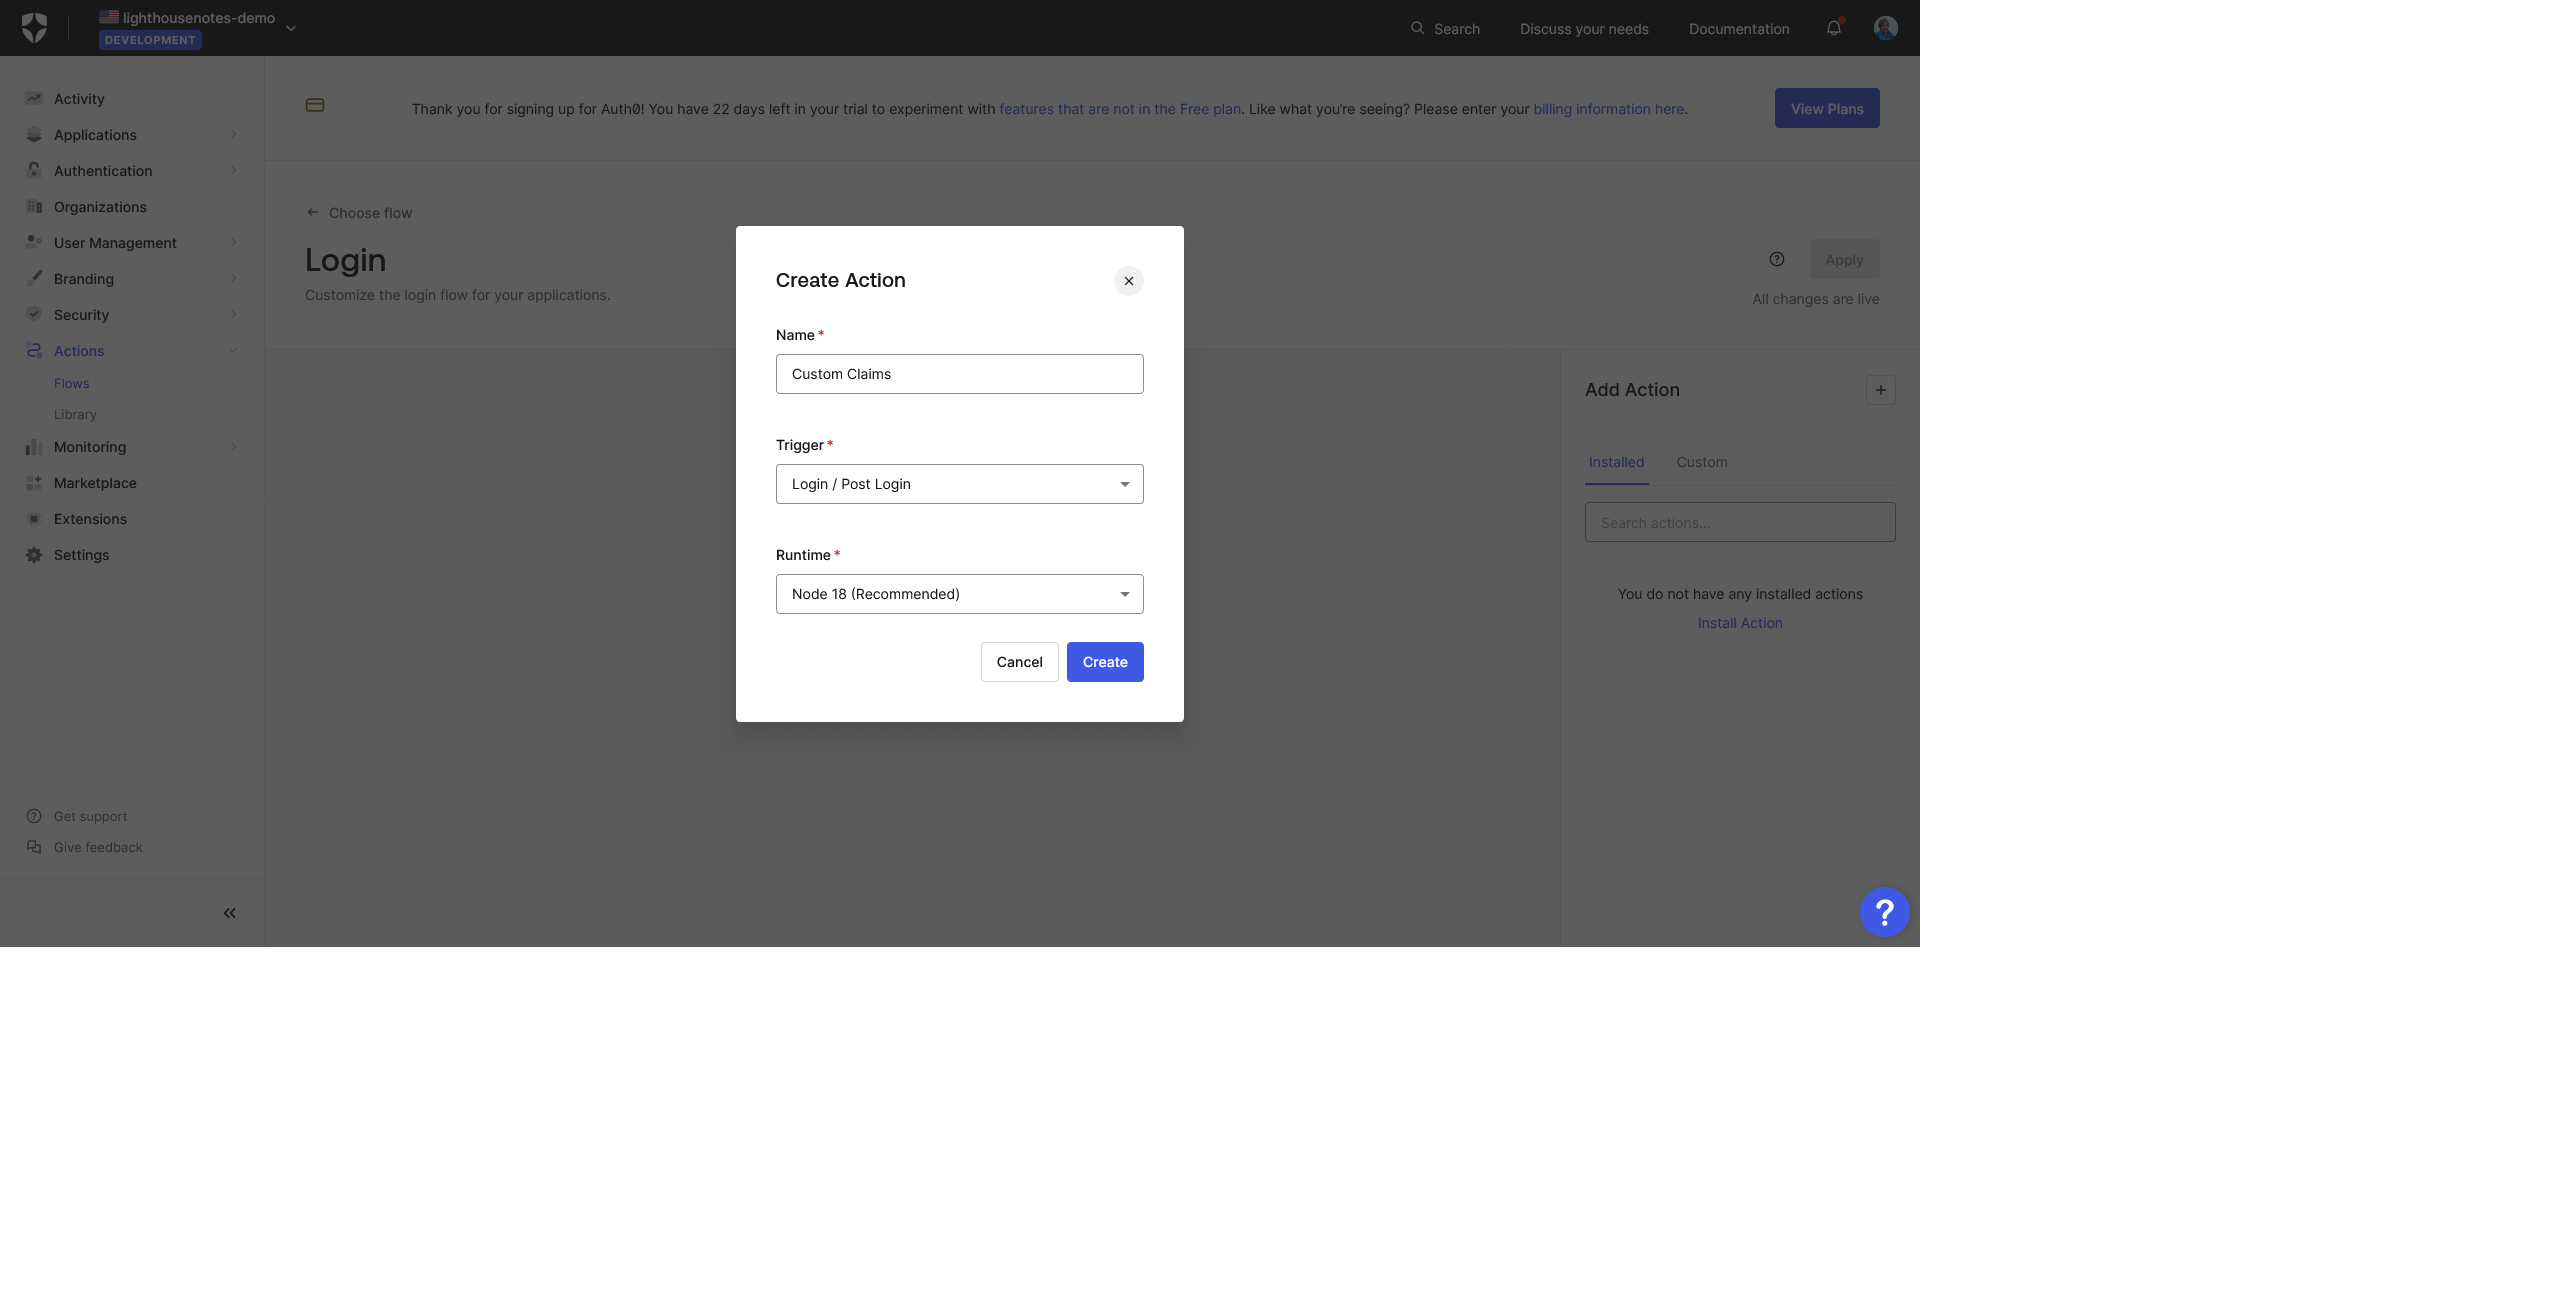 lighthousenotes-demo
DEVELOPMENT
Search
Discuss your needs
Documentation
Activity
Applications
Authentication
Organizations
User Management
Branding
Security
Actions
Flows
Library
Monitoring
Marketplace
Extensions
Settings
Get support
Give feedback
Thank you for signing up for Auth0! You have 22 days left in your trial to experiment with features that are not in the Free plan. Like what you're seeing? Please enter your billing information here.
View Plans
Choose flow
Login
Customize the login flow for your applications.
Apply
All changes are live
Create Action
Name *
Custom Claims
Trigger *
Login / Post Login
Runtime *
Node 18 (Recommended)
Cancel
Create
Add Action
Installed
Custom
Search actions...
You do not have any installed actions
Install Action